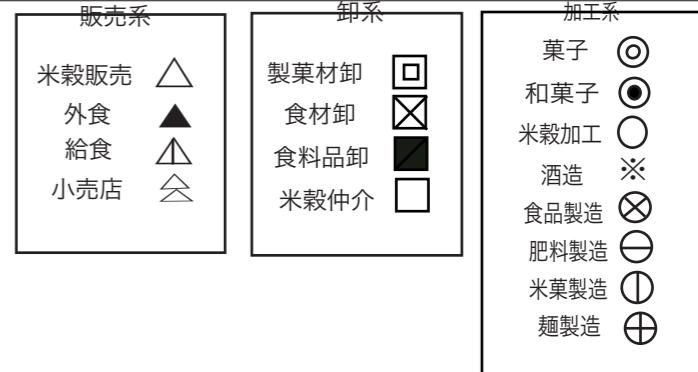 販売系
米穀販売
外食
給食
小売店
卸系
製菓材卸
食材卸
食料品卸
米穀仲介
加工系
菓子
和菓子
米穀加工
酒造 ※
食品製造
肥料製造
米菓製造
麺製造